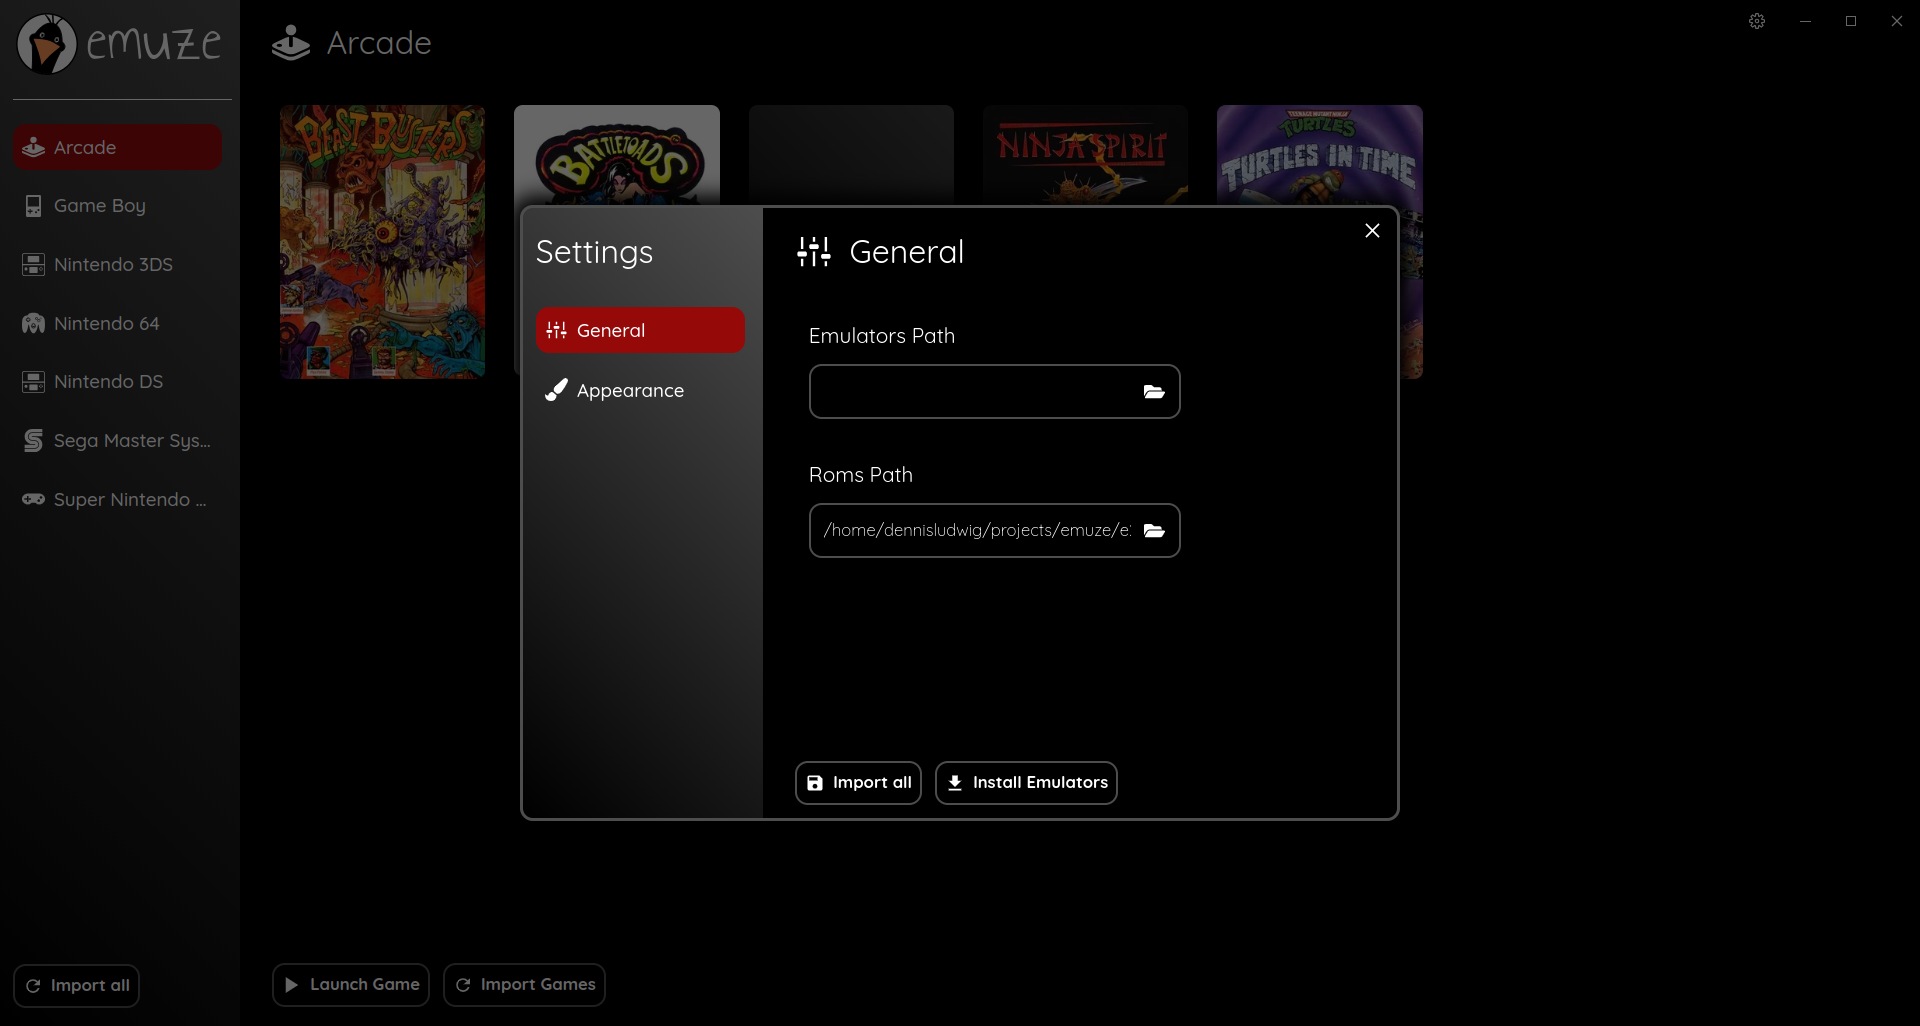 emuze
Arcade
Game Boy
Nintendo 3DS
Nintendo 64
Nintendo DS
Sega Master Sys...
Super Nintendo ...
Import all
Arcade
BEAST BUSTERS
BATTLETOADS
NINJA SPIRIT
TEENAGE MUTANT NINJA
TURTLES
TURTLES IN TIME
Settings
General
Appearance
General
Emulators Path
Roms Path
/home/dennisludwig/projects/emuze/e
Import all
Install Emulators
Launch Game
Import Games